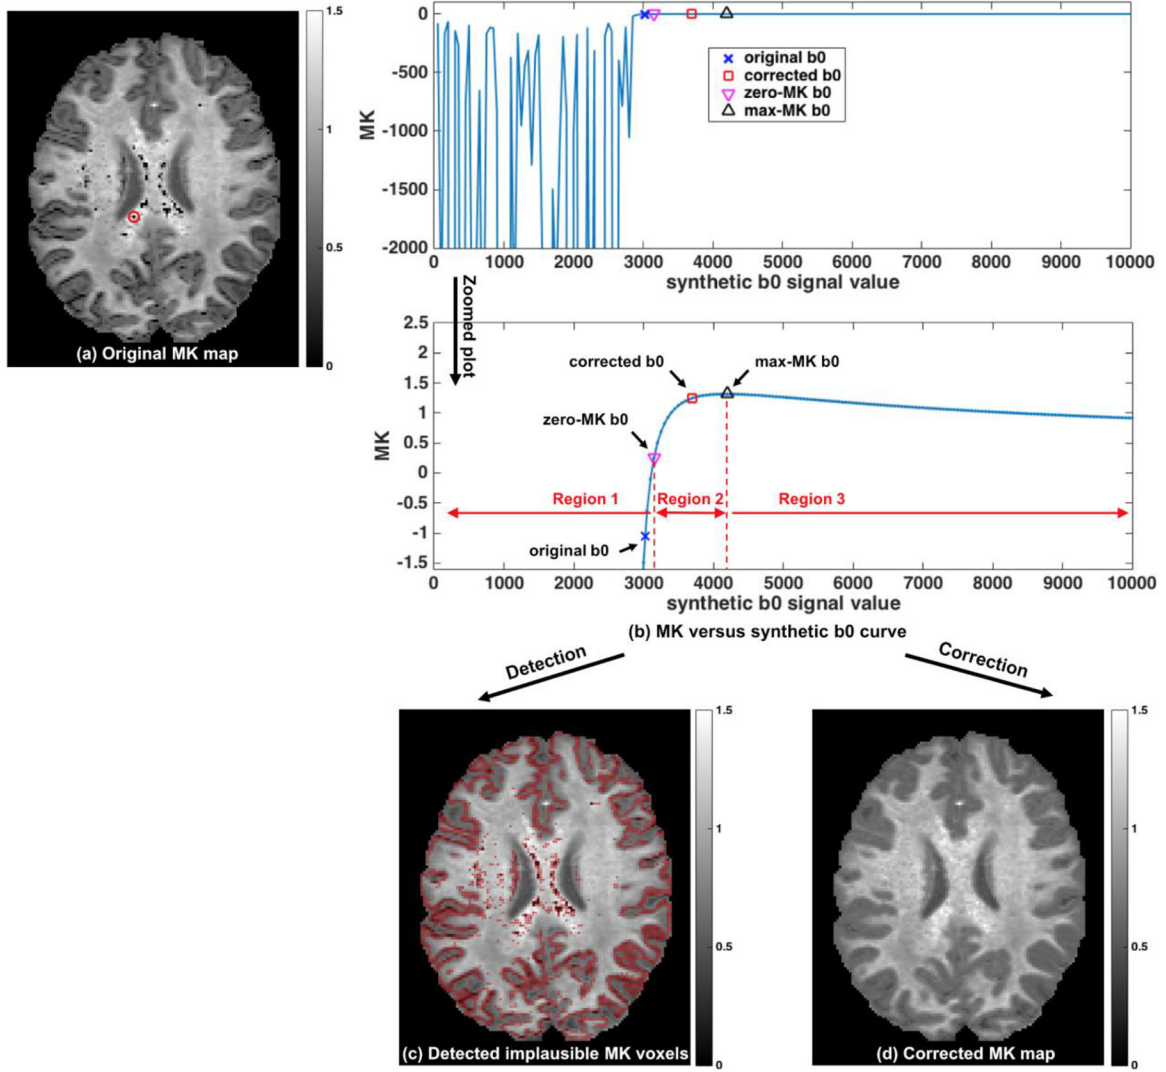 1.5
1
0.5
0
(a) Original MK map
0
-500
-1000
-1500
-2000
MK
original b0
corrected b0
zero-MK b0
max-MK b0
0 1000 2000 3000 4000 5000 6000 7000 8000 9000 10000
synthetic b0 signal value
Zoomed plot
2.5
2
1.5
1
0.5
0
-0.5
-1
-1.5
MK
corrected b0
max-MK b0
zero-MK b0
Region 1
Region 2
Region 3
original b0
0 1000 2000 3000 4000 5000 6000 7000 8000 9000 10000
synthetic b0 signal value
(b) MK versus synthetic b0 curve
Detection
Correction
1.5
1
0.5
0
(c) Detected implausible MK voxels
1.5
1
0.5
0
(d) Corrected MK map